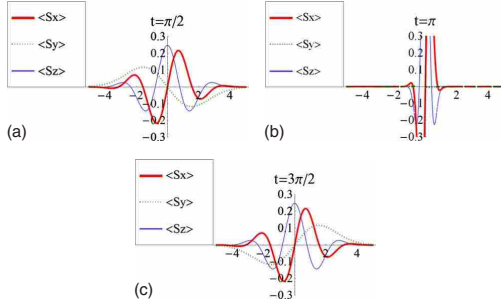 <Sx>
<Sy>
<Sz>
t=π/2
0.3
0.2
0.1
-0.1
-0.2
-0.3
−4 −2 2 4
(a)
<Sx>
<Sy>
<Sz>
t=π
0.3
0.2
0.1
-0.1
-0.2
-0.3
−4 −2 2 4
(b)
<Sx>
<Sy>
<Sz>
t=3π/2
0.3
0.2
0.1
-0.1
-0.2
-0.3
−4 −2 2 4
(c)